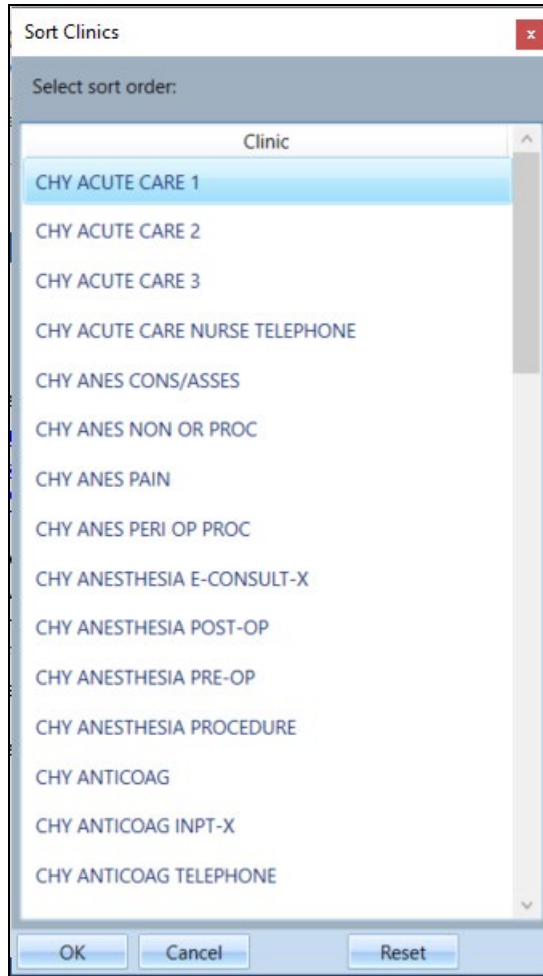 Sort Clinics
x
Select sort order:
Clinic
CHY ACUTE CARE 1
CHY ACUTE CARE 2
CHY ACUTE CARE 3
CHY ACUTE CARE NURSE TELEPHONE
CHY ANES CONS/ASSES
CHY ANES NON OR PROC
CHY ANES PAIN
CHY ANES PERI OP PROC
CHY ANESTHESIA E-CONSULT-X
CHY ANESTHESIA POST-OP
CHY ANESTHESIA PRE-OP
CHY ANESTHESIA PROCEDURE
CHY ANTICOAG
CHY ANTICOAG INPT-X
CHY ANTICOAG TELEPHONE
OK Cancel Reset